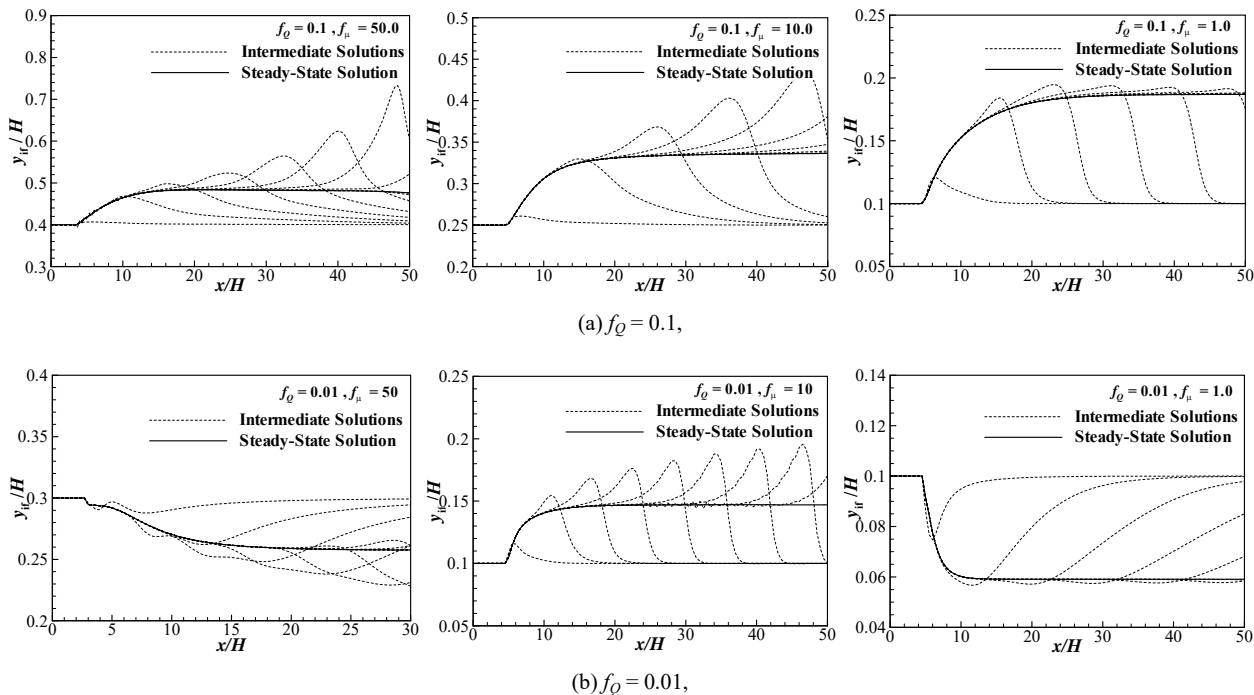 f_Q = 0.1 , f_μ = 50.0
Intermediate Solutions
Steady-State Solution
y_if / H
0.9
0.8
0.7
0.6
0.5
0.4
0.3
0 10 20 30 40 50
x/H
f_Q = 0.1 , f_μ = 10.0
Intermediate Solutions
Steady-State Solution
y_if / H
0.5
0.45
0.4
0.35
0.3
0.25
0.2
0 10 20 30 40 50
x/H
f_Q = 0.1 , f_μ = 1.0
Intermediate Solutions
Steady-State Solution
y_if / H
0.25
0.2
0.15
0.1
0.05
0 10 20 30 40 50
x/H
(a) f_Q = 0.1,
f_Q = 0.01 , f_μ = 50
Intermediate Solutions
Steady-State Solution
y_if/H
0.4
0.35
0.3
0.25
0.2
0 5 10 15 20 25 30
x/H
f_Q = 0.01 , f_μ = 10
Intermediate Solutions
Steady-State Solution
y_if/H
0.25
0.2
0.15
0.1
0.05
0 10 20 30 40 50
x/H
f_Q = 0.01 , f_μ = 1.0
Intermediate Solutions
Steady-State Solution
y_if/H
0.14
0.12
0.1
0.08
0.06
0.04
0 10 20 30 40 50
x/H
(b) f_Q = 0.01,